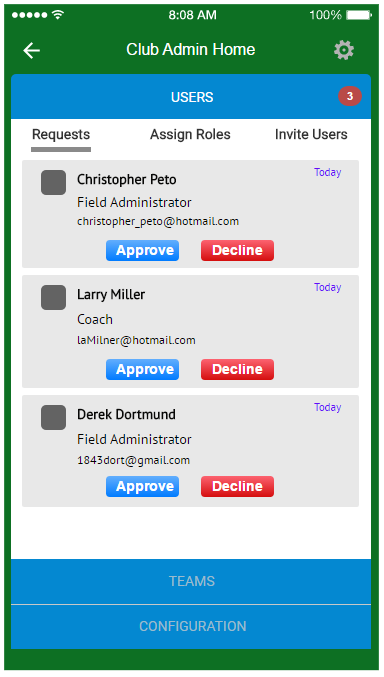 8:08 AM 100%
Club Admin Home
USERS 3
Requests Assign Roles Invite Users
Christopher Peto Today
Field Administrator
christopher_peto@hotmail.com
Approve Decline
Larry Miller Today
Coach
laMilner@hotmail.com
Approve Decline
Derek Dortmund Today
Field Administrator
1843dort@gmail.com
Approve Decline
TEAMS
CONFIGURATION